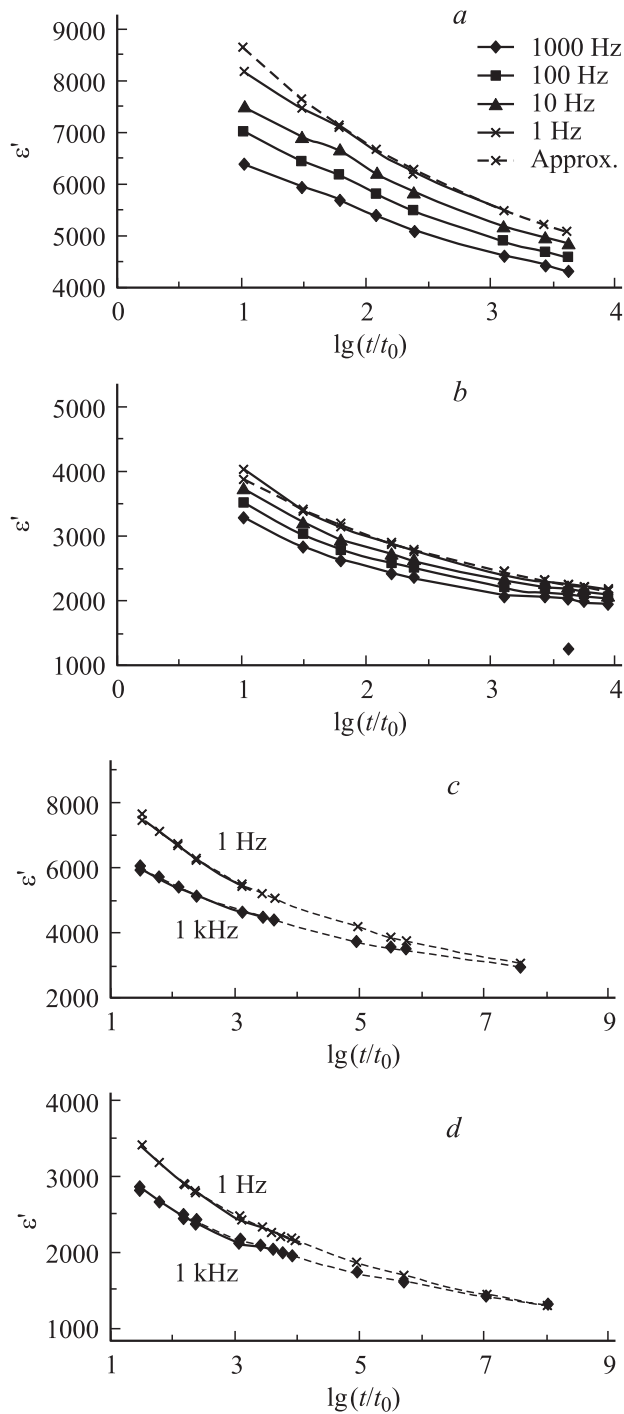 a
9000
8000
7000
6000
5000
4000
ε'
1000 Hz
100 Hz
10 Hz
1 Hz
Approx.
0 1 2 3 4
lg(t/t₀)
b
5000
4000
3000
2000
1000
ε'
0 1 2 3 4
lg(t/t₀)
c
8000
6000
4000
2000
ε'
1 Hz
1 kHz
1 3 5 7 9
lg(t/t₀)
d
4000
3000
2000
1000
ε'
1 Hz
1 kHz
1 3 5 7 9
lg(t/t₀)